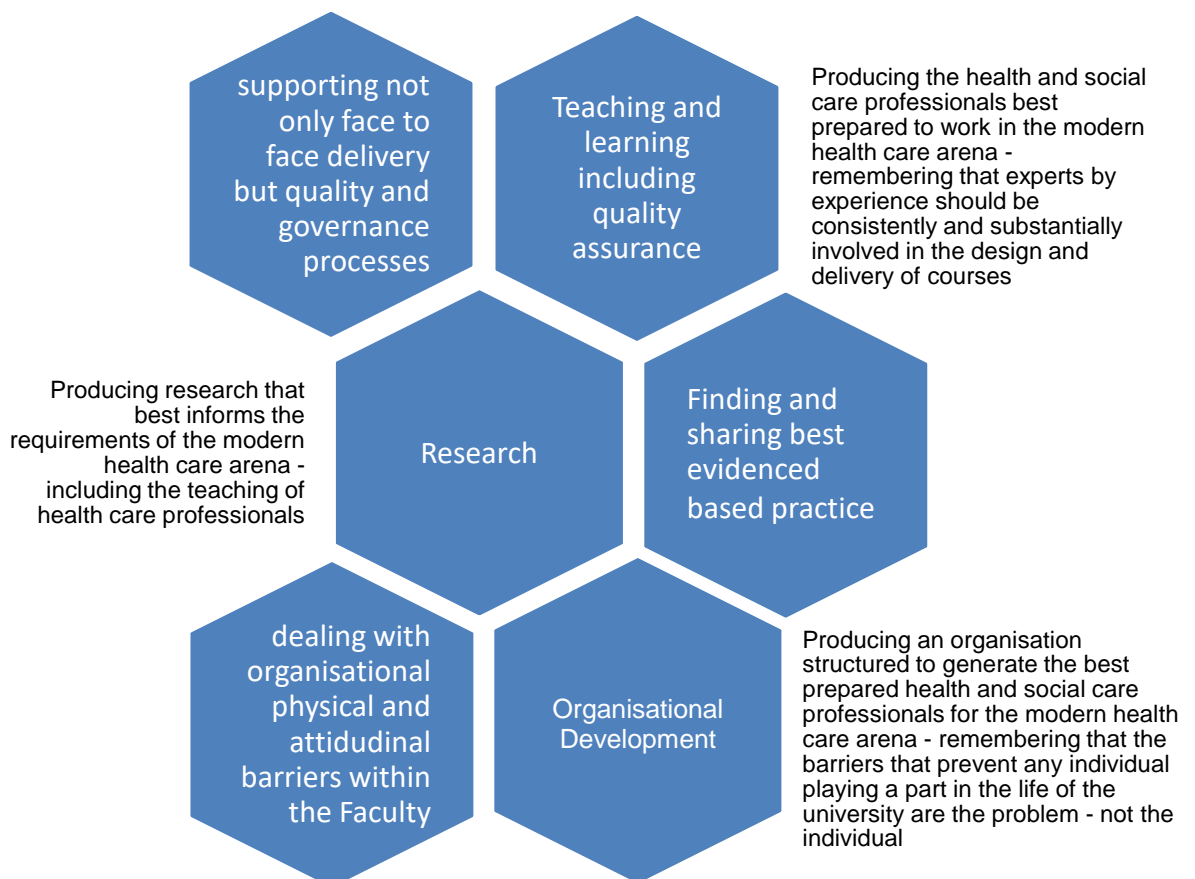 supporting not
only face to
face delivery
but quality and
governance
processes
Teaching and
learning
including
quality
assurance
Producing the health and social
care professionals best
prepared to work in the modern
health care arena -
remembering that experts by
experience should be
consistently and substantially
involved in the design and
delivery of courses
Producing research that
best informs the
requirements of the modern
health care arena -
including the teaching of
health care professionals
Research
Finding and
sharing best
evidenced
based practice
dealing with
organisational
physical and
attidudinal
barriers within
the Faculty
Organisational
Development
Producing an organisation
structured to generate the best
prepared health and social care
professionals for the modern health
care arena - remembering that the
barriers that prevent any individual
playing a part in the life of the
university are the problem - not the
individual